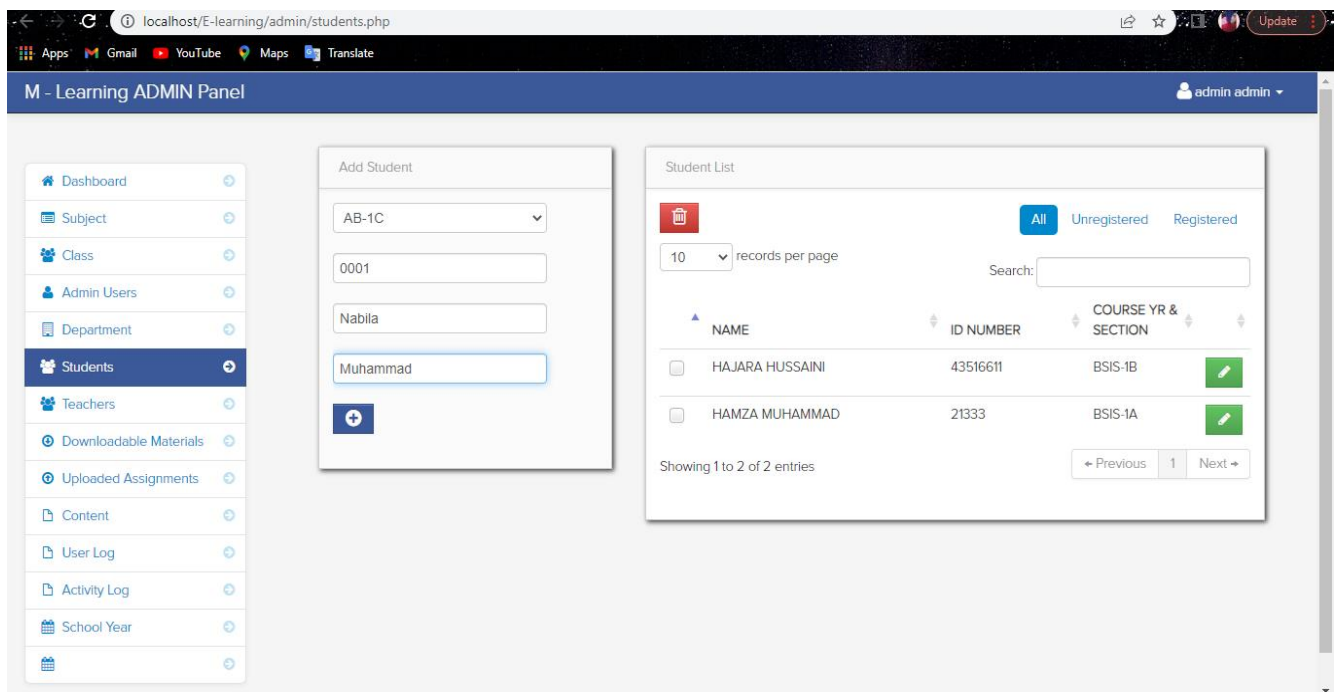 localhost/E-learning/admin/students.php
Update
Apps Gmail YouTube Maps Translate
M - Learning ADMIN Panel
admin admin
Dashboard
Subject
Class
Admin Users
Department
Students
Teachers
Downloadable Materials
Uploaded Assignments
Content
User Log
Activity Log
School Year
Add Student
AB-1C
0001
Nabila
Muhammad
Student List
All Unregistered Registered
10 records per page
Search:
NAME ID NUMBER COURSE YR &
SECTION
HAJARA HUSSAINI 43516611 BSIS-1B
HAMZA MUHAMMAD 21333 BSIS-1A
Showing 1 to 2 of 2 entries
← Previous 1 Next →